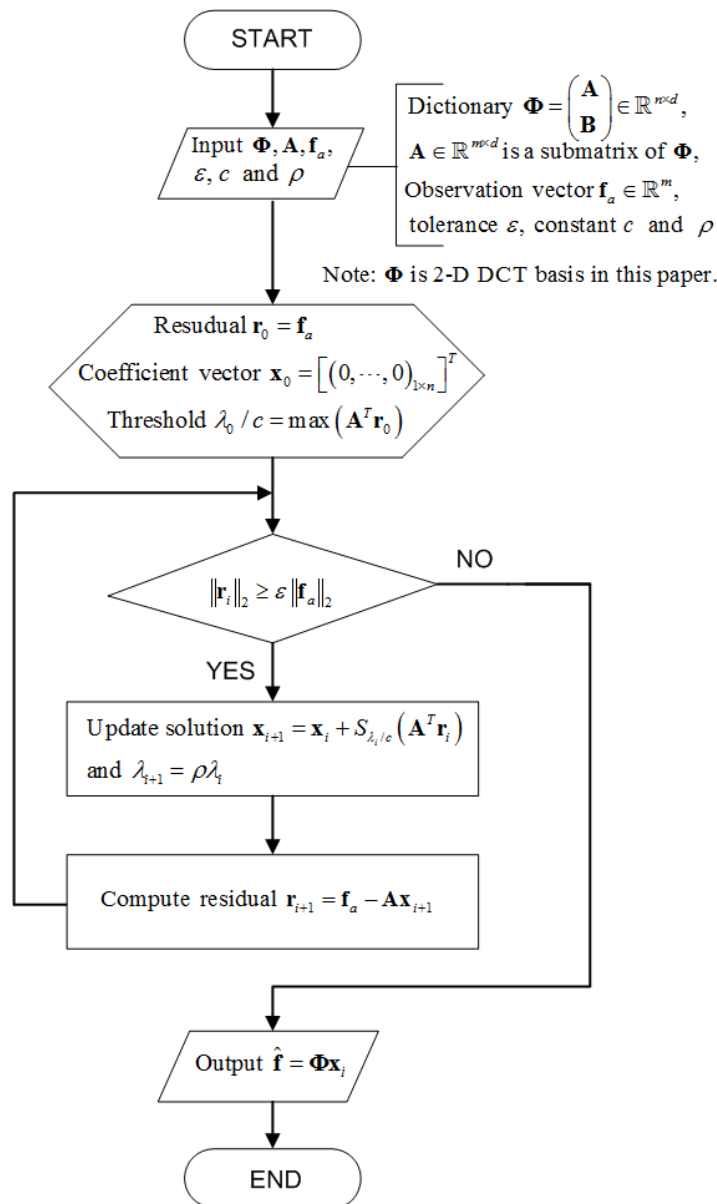 START
Input Φ, A, f_a,
ε, c and ρ
Dictionary Φ = (A B) ∈ ℝ^{n×d},
A ∈ ℝ^{m×d} is a submatrix of Φ,
Observation vector f_a ∈ ℝ^m,
tolerance ε, constant c and ρ
Note: Φ is 2-D DCT basis in this paper.
Resudual r_0 = f_a
Coefficient vector x_0 = [(0, ⋯, 0)_{1×n}]^T
Threshold λ_0 / c = max(A^T r_0)
‖r_i‖_2 ≥ ε‖f_a‖_2
NO
YES
Update solution x_{i+1} = x_i + S_{λ_i/c}(A^T r_i)
and λ_{i+1} = ρλ_i
Compute residual r_{i+1} = f_a − Ax_{i+1}
Output f̂ = Φx_i
END